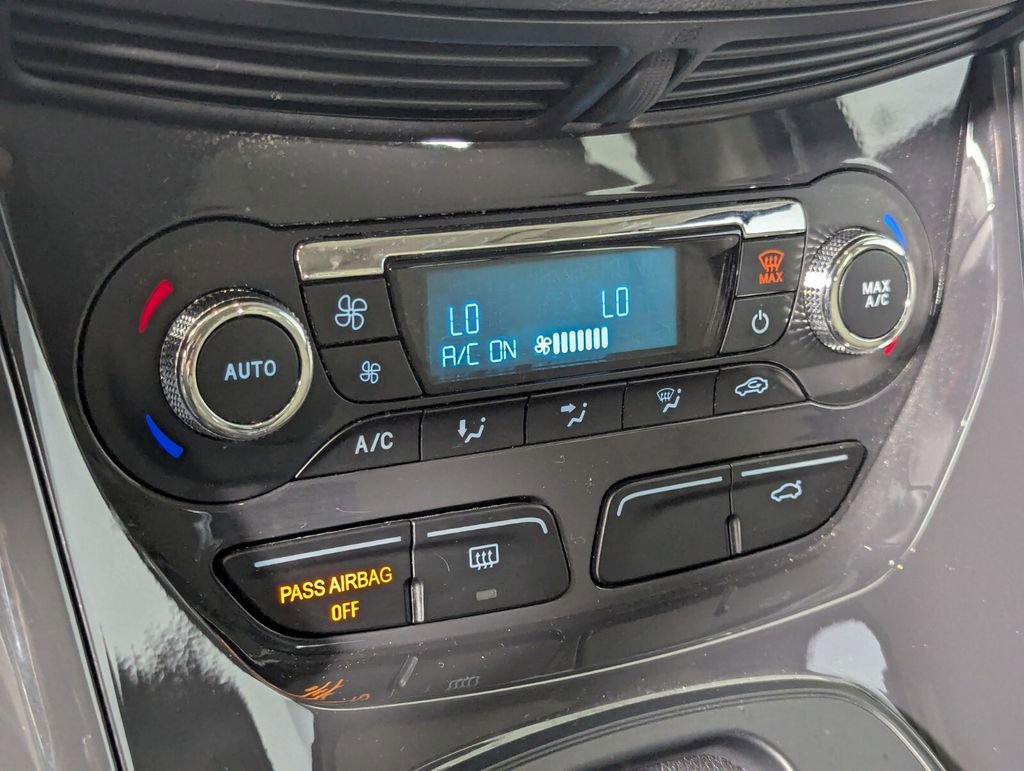 MAX
MAX
A/C
LO
LO
A/C ON
AUTO
A/C
PASS AIRBAG
OFF